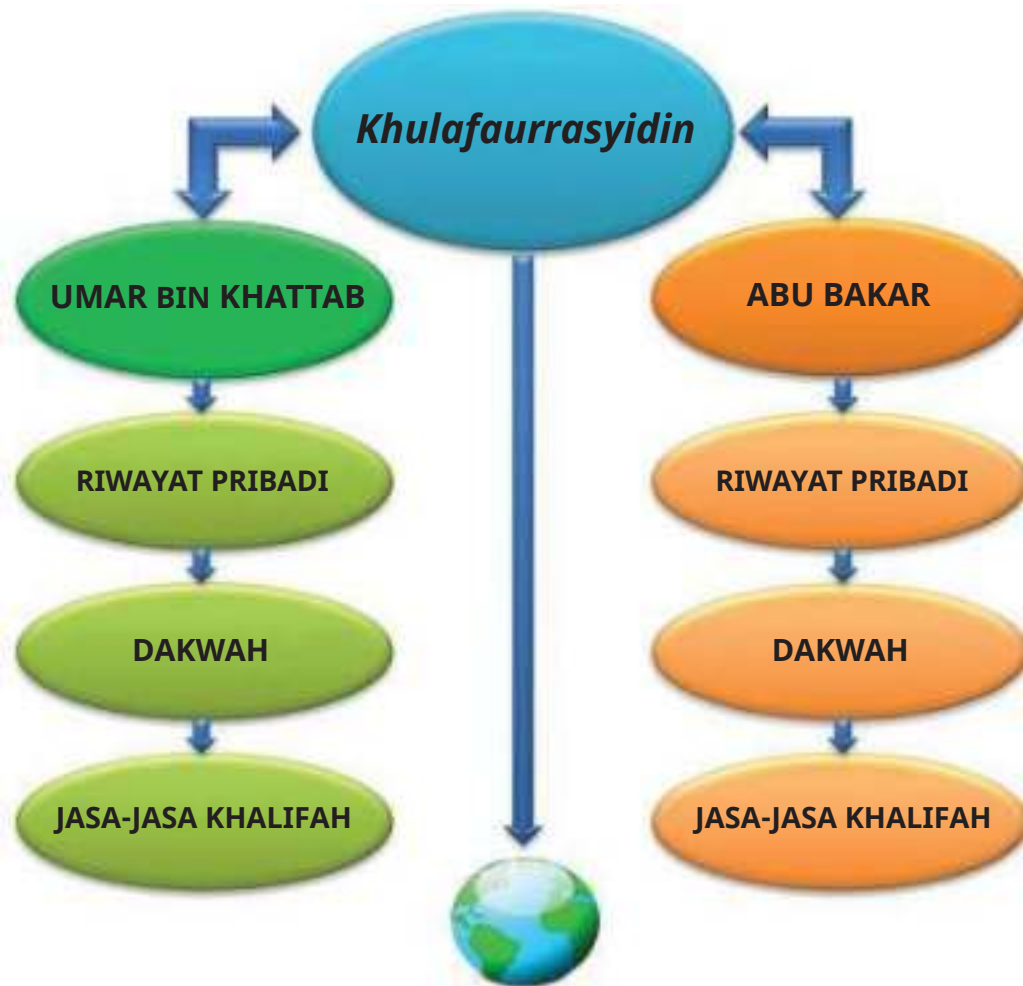 Khulafaurrasyidin
UMAR BIN KHATTAB
ABU BAKAR
RIWAYAT PRIBADI
RIWAYAT PRIBADI
DAKWAH
DAKWAH
JASA-JASA KHALIFAH
JASA-JASA KHALIFAH